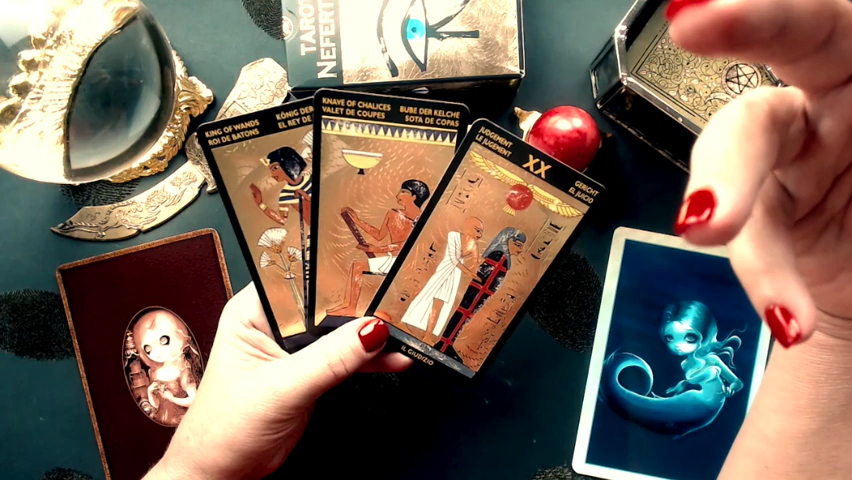 TAROT
NEFERT
KING OF WANDS
ROI DE BATONS
KÖNIG DER
EL REY DE
KNAVE OF CHALICES
VALET DE COUPES
BUBE DER KELCHE
SOTA DE COPAS
JUDGEMENT
LE JUGEMENT
XX
GERICHT
EL JUICIO
IL GIUDIZIO